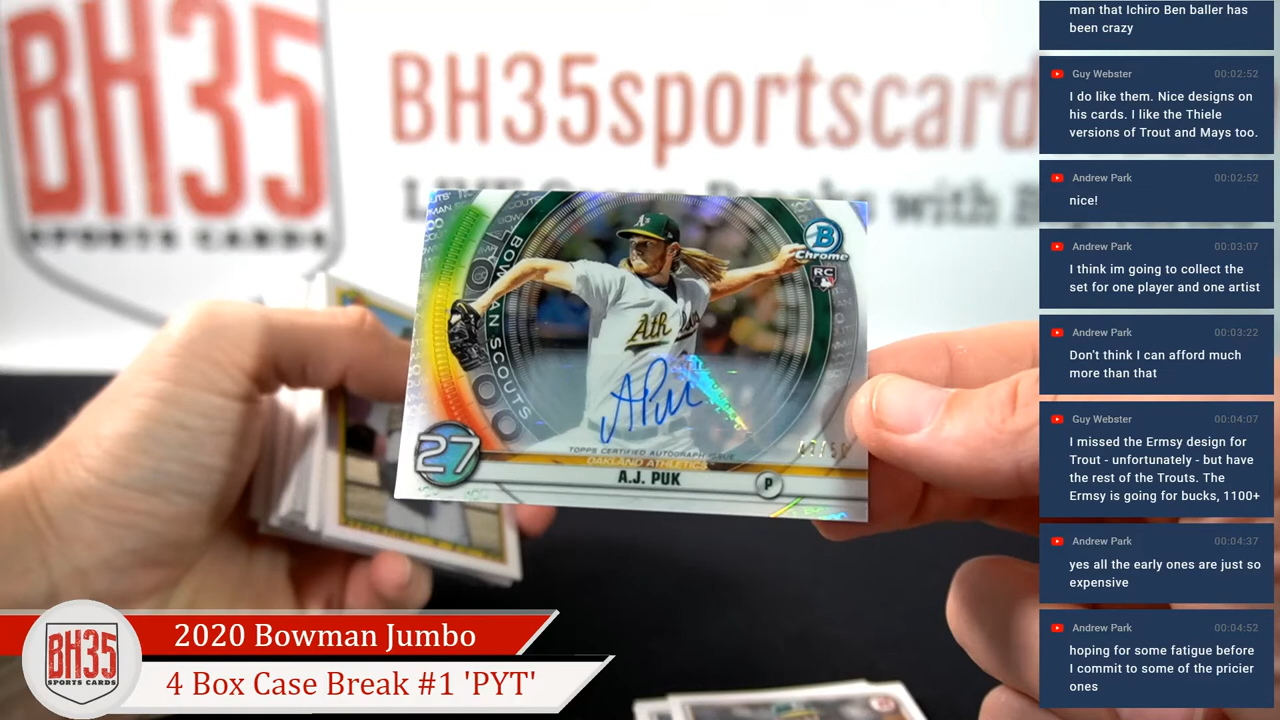 BH35
SPORTS CARDS
BH35sportscard
BOWMAN SCOUTS
A's
Ath
B
Chrome
RC
A Puk
TOPPS CERTIFIED AUTOGRAPH ISSUE
OAKLAND ATHLETICS
27
A.J. PUK
P
BH35
SPORTS CARDS
2020 Bowman Jumbo
4 Box Case Break #1 'PYT'
man that Ichiro Ben baller has
been crazy
Guy Webster 00:02:52
I do like them. Nice designs on
his cards. I like the Thiele
versions of Trout and Mays too.
Andrew Park 00:02:52
nice!
Andrew Park 00:03:07
I think im going to collect the
set for one player and one artist
Andrew Park 00:03:22
Don't think I can afford much
more than that
Guy Webster 00:04:07
I missed the Ermsy design for
Trout - unfortunately - but have
the rest of the Trouts. The
Ermsy is going for bucks, 1100+
Andrew Park 00:04:37
yes all the early ones are just so
expensive
Andrew Park 00:04:52
hoping for some fatigue before
I commit to some of the pricier
ones